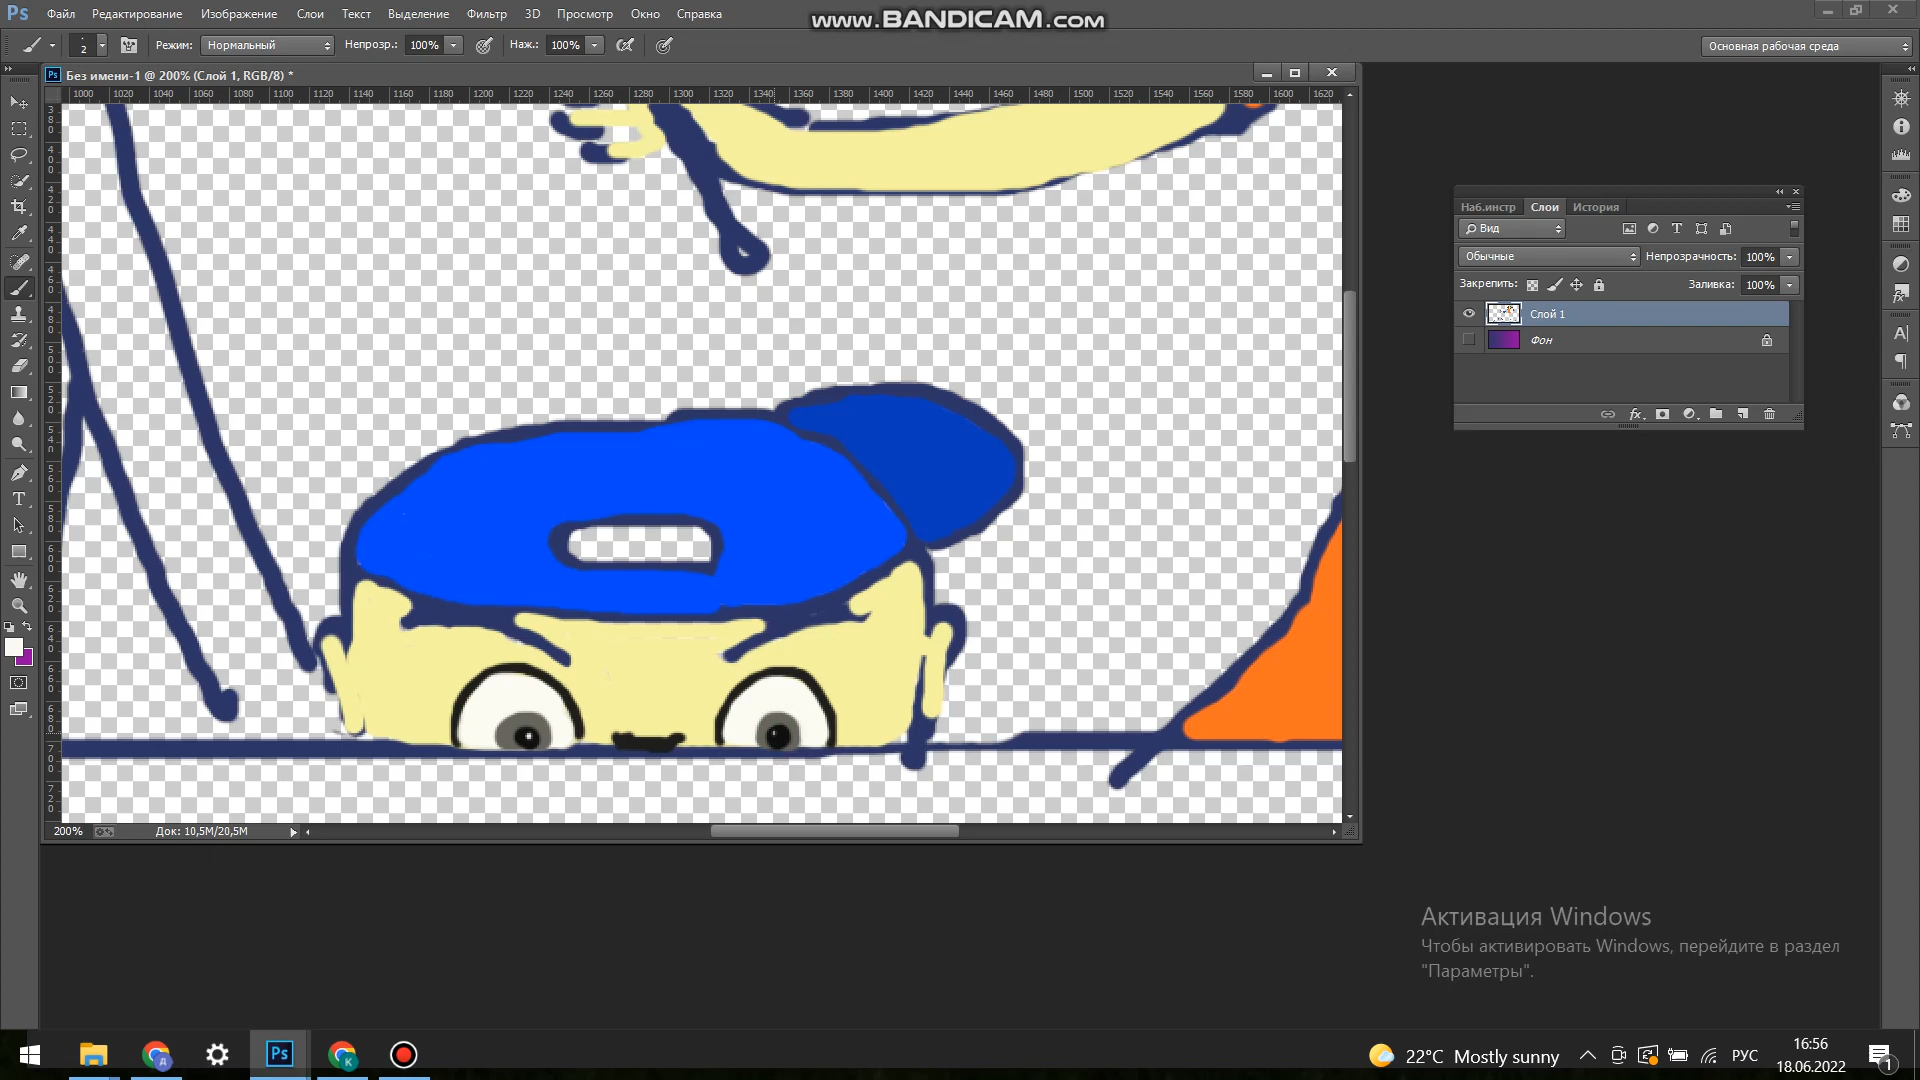 Ps Файл Редактирование Изображение Слои Текст Выделение Фильтр 3D Просмотр Окно Справка
www.BANDICAM.com
2 Режим: Нормальный Непрозр.: 100% Наж.: 100% Основная рабочая среда
Ps Без имени-1 @ 200% (Слой 1, RGB/8) *
1000 1020 1040 1060 1080 1100 1120 1140 1160 1180 1200 1220 1240 1260 1280 1300 1320 1340 1360 1380 1400 1420 1440 1460 1480 1500 1520 1540 1560 1580 1600 1620
Наб.инстр Слои История
Вид
Обычные Непрозрачность: 100%
Закрепить: Заливка: 100%
Слой 1
Фон
200% Док: 10,5M/20,5M
Активация Windows
Чтобы активировать Windows, перейдите в раздел
"Параметры".
Ps 22°C Mostly sunny РУС 16:56
18.06.2022 1